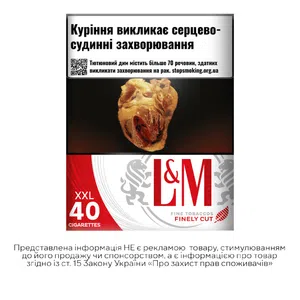 Куріння викликає серцево-
судинні захворювання
Тютюновий дим містить більше 70 речовин, здатних
викликати захворювання на рак. stopsmoking.org.ua
XXL
40
CIGARETTES
L&M
FINE TOBACCOS
FINELY CUT
Представлена інформація НЕ є рекламою товару, стимулюванням
до його продажу чи спонсорством, а є інформацією про товар
згідно із ст. 15 Закону України «Про захист прав споживачів»